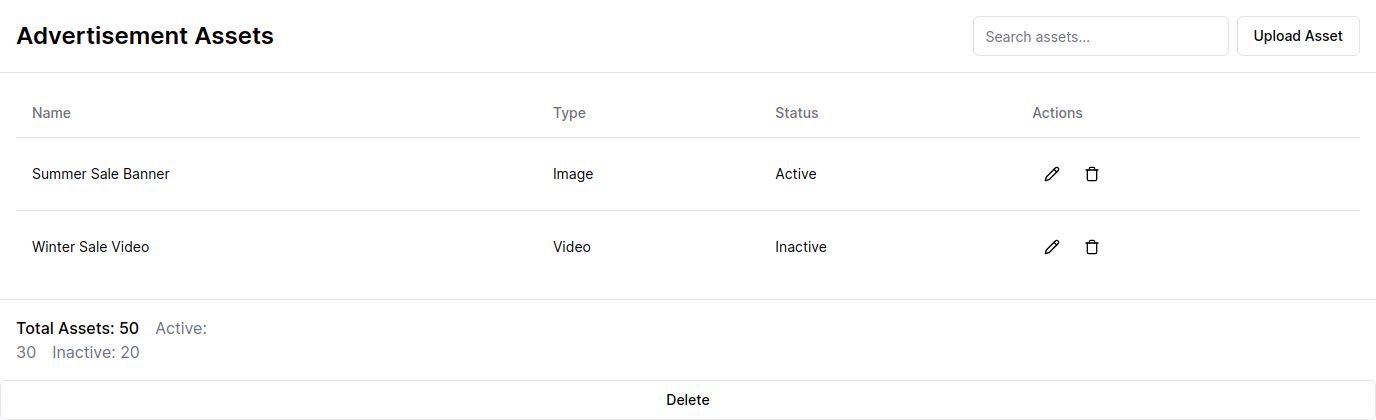 Advertisement Assets
Search assets...
Upload Asset
Name Type Status Actions
Summer Sale Banner Image Active
Winter Sale Video Video Inactive
Total Assets: 50 Active:
30 Inactive: 20
Delete